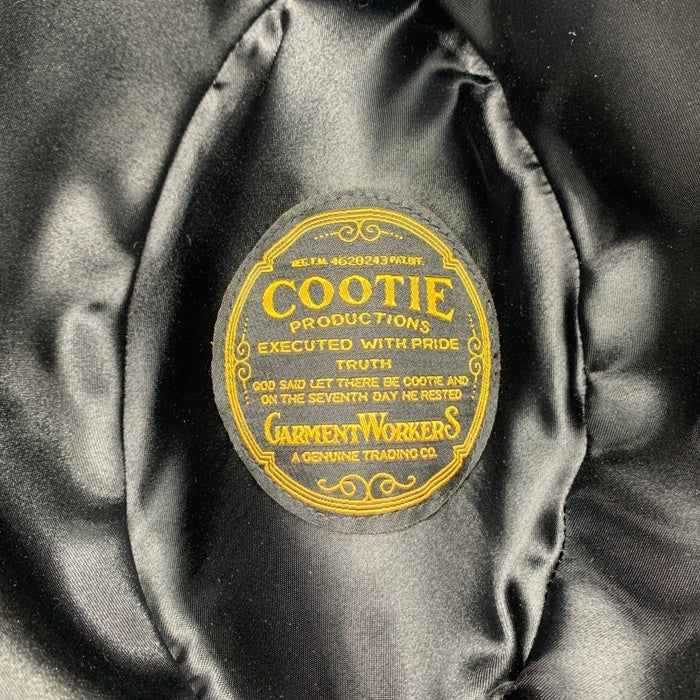 REG.T.M. 4628243 PAT.OFF.
COOTIE
PRODUCTIONS
EXECUTED WITH PRIDE
TRUTH
GOD SAID LET THERE BE COOTIE AND
ON THE SEVENTH DAY HE RESTED
GARMENT WORKERS
A GENUINE TRADING CO.